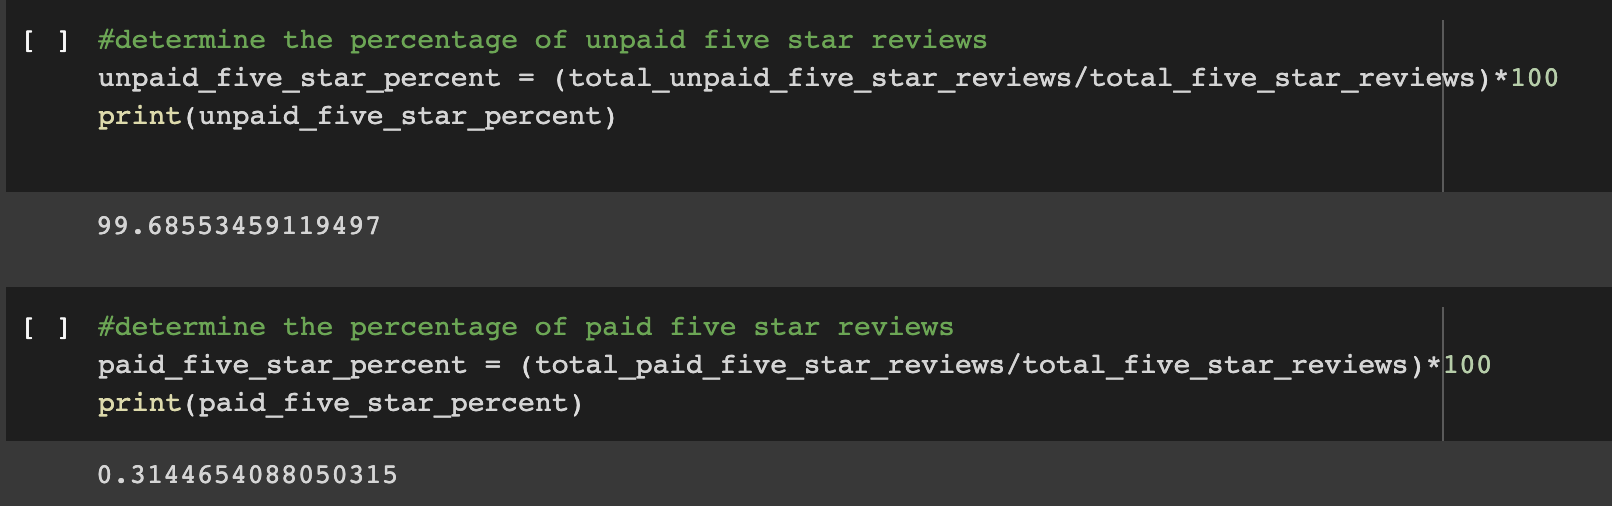 [ ] #determine the percentage of unpaid five star reviews
unpaid_five_star_percent = (total_unpaid_five_star_reviews/total_five_star_reviews)*100
print(unpaid_five_star_percent)
99.68553459119497
[ ] #determine the percentage of paid five star reviews
paid_five_star_percent = (total_paid_five_star_reviews/total_five_star_reviews)*100
print(paid_five_star_percent)
0.3144654088050315